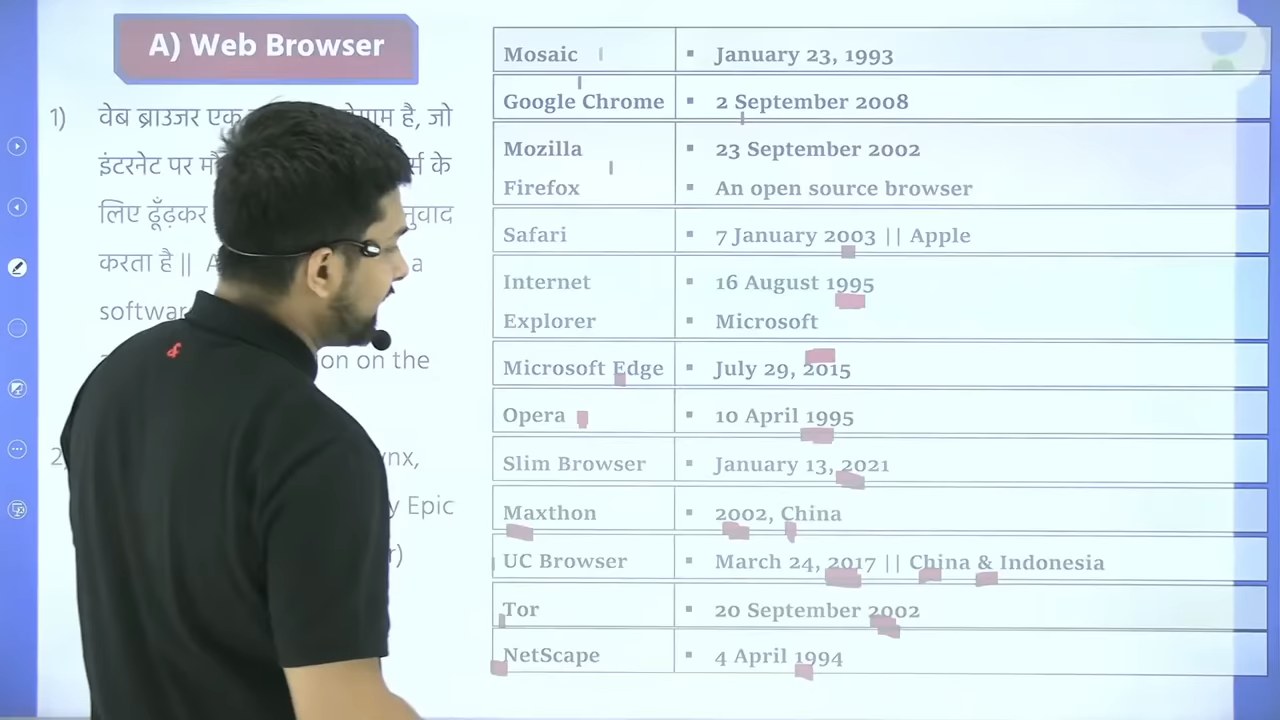 A) Web Browser
1) वेब ब्राउजर एक है, जो
इंटरनेट पर के
लिए ढूँढ़कर
करता है || a
softwar
on on the
Epic
Mosaic ▪ January 23, 1993
Google Chrome ▪ 2 September 2008
Mozilla ▪ 23 September 2002
Firefox ▪ An open source browser
Safari ▪ 7 January 2003 || Apple
Internet ▪ 16 August 1995
Explorer ▪ Microsoft
Microsoft Edge ▪ July 29, 2015
Opera ▪ 10 April 1995
Slim Browser ▪ January 13, 2021
Maxthon ▪ 2002, China
UC Browser ▪ March 24, 2017 || China & Indonesia
Tor ▪ 20 September 2002
NetScape ▪ 4 April 1994